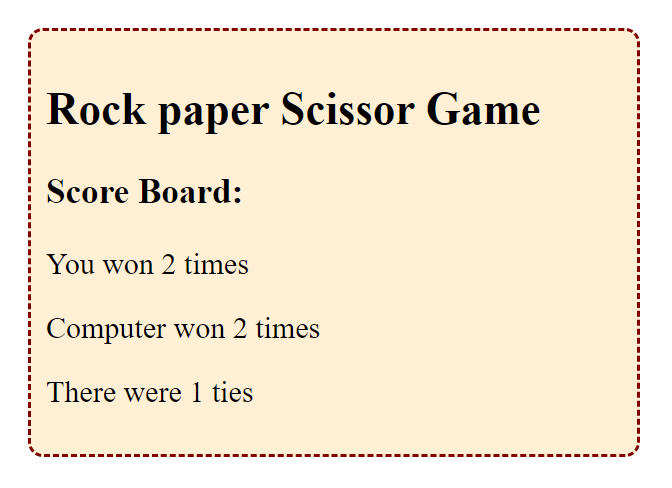 Rock paper Scissor Game
Score Board:
You won 2 times
Computer won 2 times
There were 1 ties